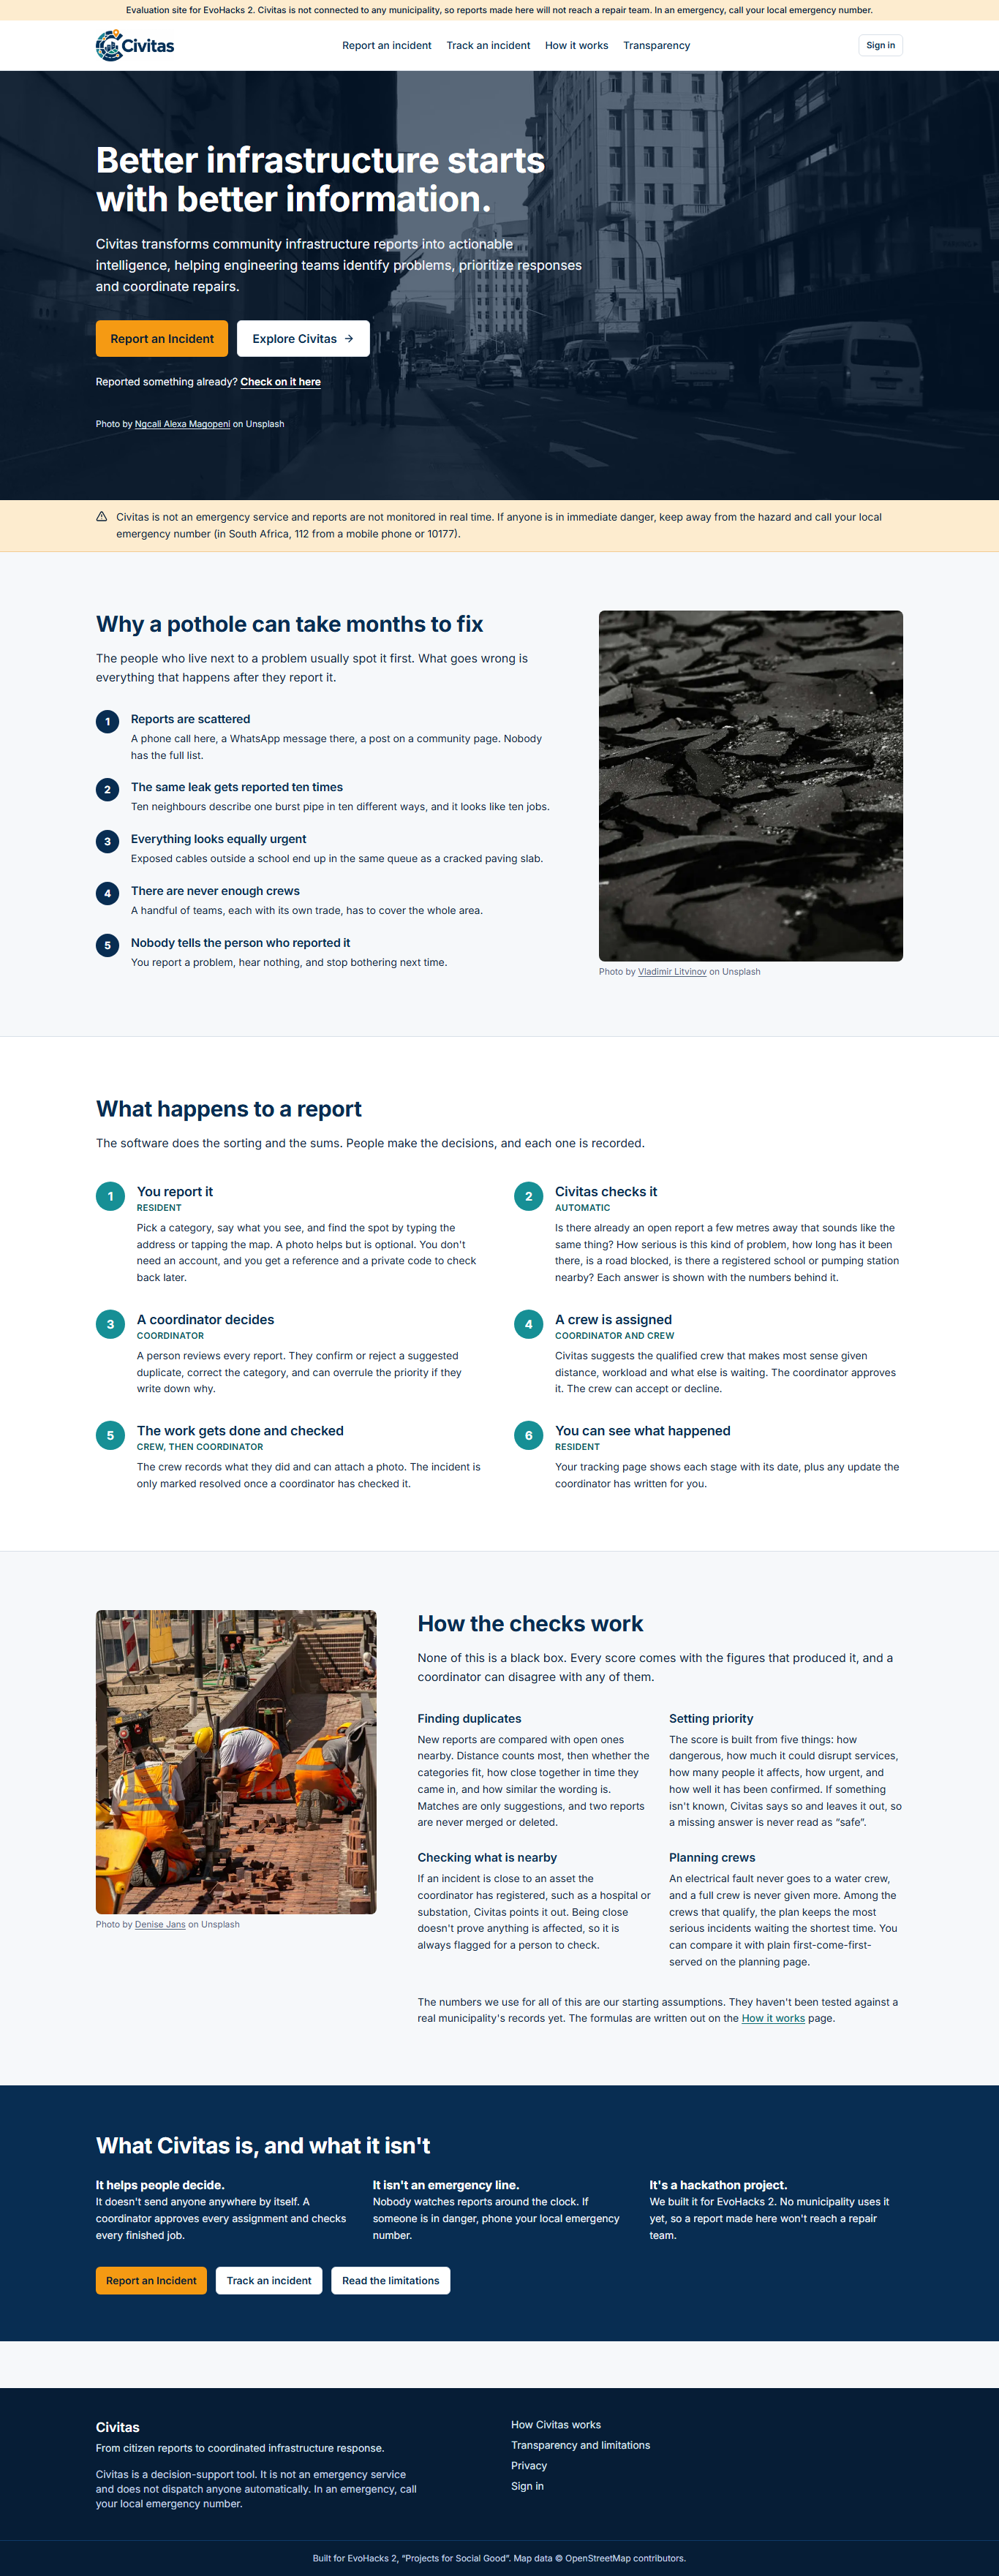 Evaluation site for EvoHacks 2. Civitas is not connected to any municipality, so reports made here will not reach a repair team. In an emergency, call your local emergency number.
Civitas
Report an incident
Track an incident
How it works
Transparency
Sign in
Better infrastructure starts
with better information.
Civitas transforms community infrastructure reports into actionable
intelligence, helping engineering teams identify problems, prioritize responses
and coordinate repairs.
Report an Incident
Explore Civitas →
Reported something already? Check on it here
Photo by Ngcali Alexa Magopeni on Unsplash
Civitas is not an emergency service and reports are not monitored in real time. If anyone is in immediate danger, keep away from the hazard and call your local
emergency number (in South Africa, 112 from a mobile phone or 10177).
Why a pothole can take months to fix
The people who live next to a problem usually spot it first. What goes wrong is
everything that happens after they report it.
1
Reports are scattered
A phone call here, a WhatsApp message there, a post on a community page. Nobody
has the full list.
2
The same leak gets reported ten times
Ten neighbours describe one burst pipe in ten different ways, and it looks like ten jobs.
3
Everything looks equally urgent
Exposed cables outside a school end up in the same queue as a cracked paving slab.
4
There are never enough crews
A handful of teams, each with its own trade, has to cover the whole area.
5
Nobody tells the person who reported it
You report a problem, hear nothing, and stop bothering next time.
Photo by Vladimir Litvinov on Unsplash
What happens to a report
The software does the sorting and the sums. People make the decisions, and each one is recorded.
1
You report it
RESIDENT
Pick a category, say what you see, and find the spot by typing the
address or tapping the map. A photo helps but is optional. You don't
need an account, and you get a reference and a private code to check
back later.
2
Civitas checks it
AUTOMATIC
Is there already an open report a few metres away that sounds like the
same thing? How serious is this kind of problem, how long has it been
there, is a road blocked, is there a registered school or pumping station
nearby? Each answer is shown with the numbers behind it.
3
A coordinator decides
COORDINATOR
A person reviews every report. They confirm or reject a suggested
duplicate, correct the category, and can overrule the priority if they
write down why.
4
A crew is assigned
COORDINATOR AND CREW
Civitas suggests the qualified crew that makes most sense given
distance, workload and what else is waiting. The coordinator approves
it. The crew can accept or decline.
5
The work gets done and checked
CREW, THEN COORDINATOR
The crew records what they did and can attach a photo. The incident is
only marked resolved once a coordinator has checked it.
6
You can see what happened
RESIDENT
Your tracking page shows each stage with its date, plus any update the
coordinator has written for you.
Photo by Denise Jans on Unsplash
How the checks work
None of this is a black box. Every score comes with the figures that produced it, and a
coordinator can disagree with any of them.
Finding duplicates
New reports are compared with open ones
nearby. Distance counts most, then whether the
categories fit, how close together in time they
came in, and how similar the wording is.
Matches are only suggestions, and two reports
are never merged or deleted.
Setting priority
The score is built from five things: how
dangerous, how much it could disrupt services,
how many people it affects, how urgent, and
how well it has been confirmed. If something
isn't known, Civitas says so and leaves it out, so
a missing answer is never read as “safe”.
Checking what is nearby
If an incident is close to an asset the
coordinator has registered, such as a hospital or
substation, Civitas points it out. Being close
doesn't prove anything is affected, so it is
always flagged for a person to check.
Planning crews
An electrical fault never goes to a water crew,
and a full crew is never given more. Among the
crews that qualify, the plan keeps the most
serious incidents waiting the shortest time. You
can compare it with plain first-come-first-
served on the planning page.
The numbers we use for all of this are our starting assumptions. They haven't been tested against a
real municipality's records yet. The formulas are written out on the How it works page.
What Civitas is, and what it isn't
It helps people decide.
It doesn't send anyone anywhere by itself. A
coordinator approves every assignment and checks
every finished job.
It isn't an emergency line.
Nobody watches reports around the clock. If
someone is in danger, phone your local emergency
number.
It's a hackathon project.
We built it for EvoHacks 2. No municipality uses it
yet, so a report made here won't reach a repair
team.
Report an Incident
Track an incident
Read the limitations
Civitas
From citizen reports to coordinated infrastructure response.
Civitas is a decision-support tool. It is not an emergency service
and does not dispatch anyone automatically. In an emergency, call
your local emergency number.
How Civitas works
Transparency and limitations
Privacy
Sign in
Built for EvoHacks 2, “Projects for Social Good”. Map data © OpenStreetMap contributors.